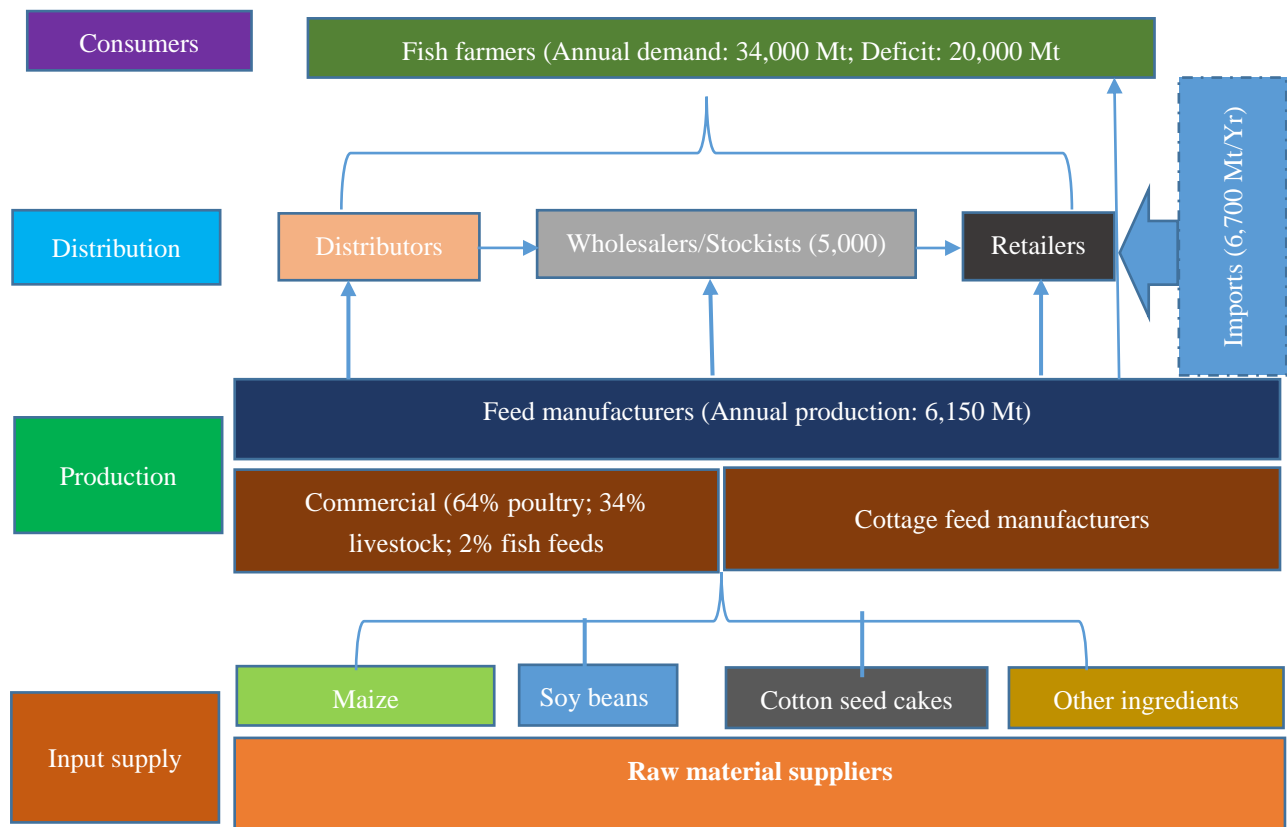 Consumers
Fish farmers (Annual demand: 34,000 Mt; Deficit: 20,000 Mt
Imports (6,700 Mt/Yr)
Distribution
Distributors
Wholesalers/Stockists (5,000)
Retailers
Production
Feed manufacturers (Annual production: 6,150 Mt)
Commercial (64% poultry; 34%
livestock; 2% fish feeds
Cottage feed manufacturers
Input supply
Maize
Soy beans
Cotton seed cakes
Other ingredients
Raw material suppliers